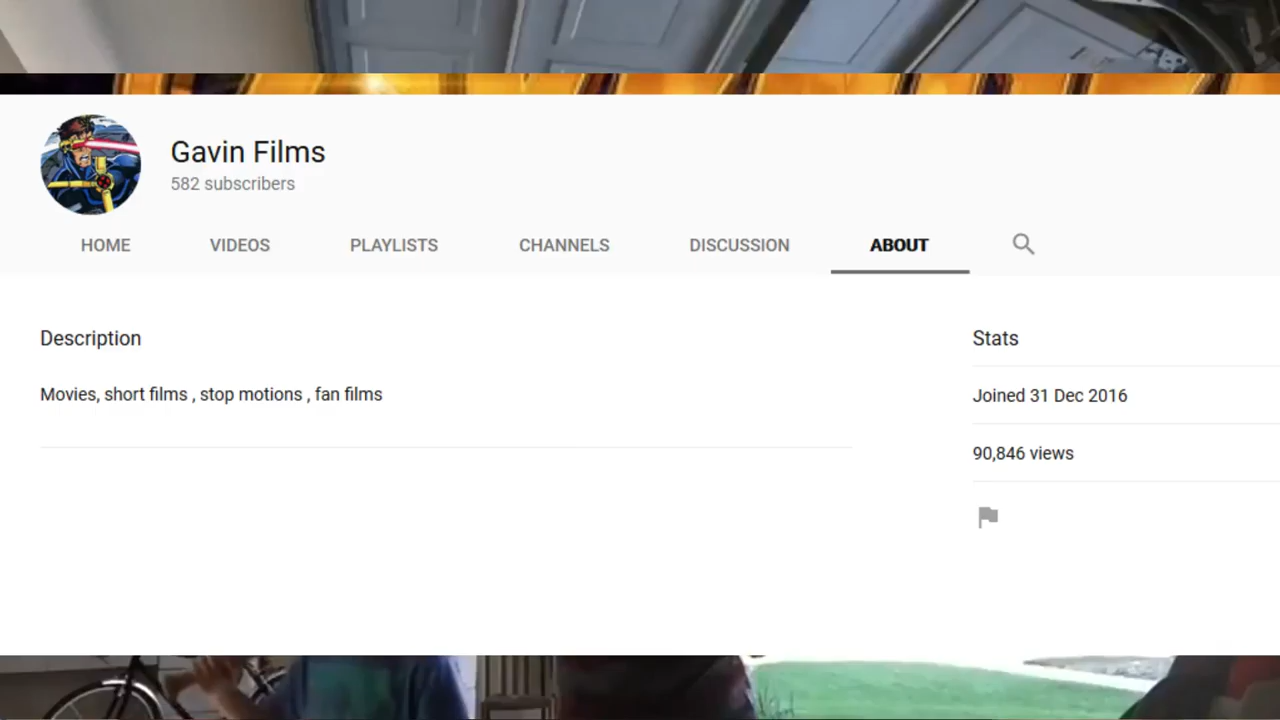 Gavin Films
582 subscribers
HOME VIDEOS PLAYLISTS CHANNELS DISCUSSION ABOUT
Description
Movies, short films , stop motions , fan films
Stats
Joined 31 Dec 2016
90,846 views